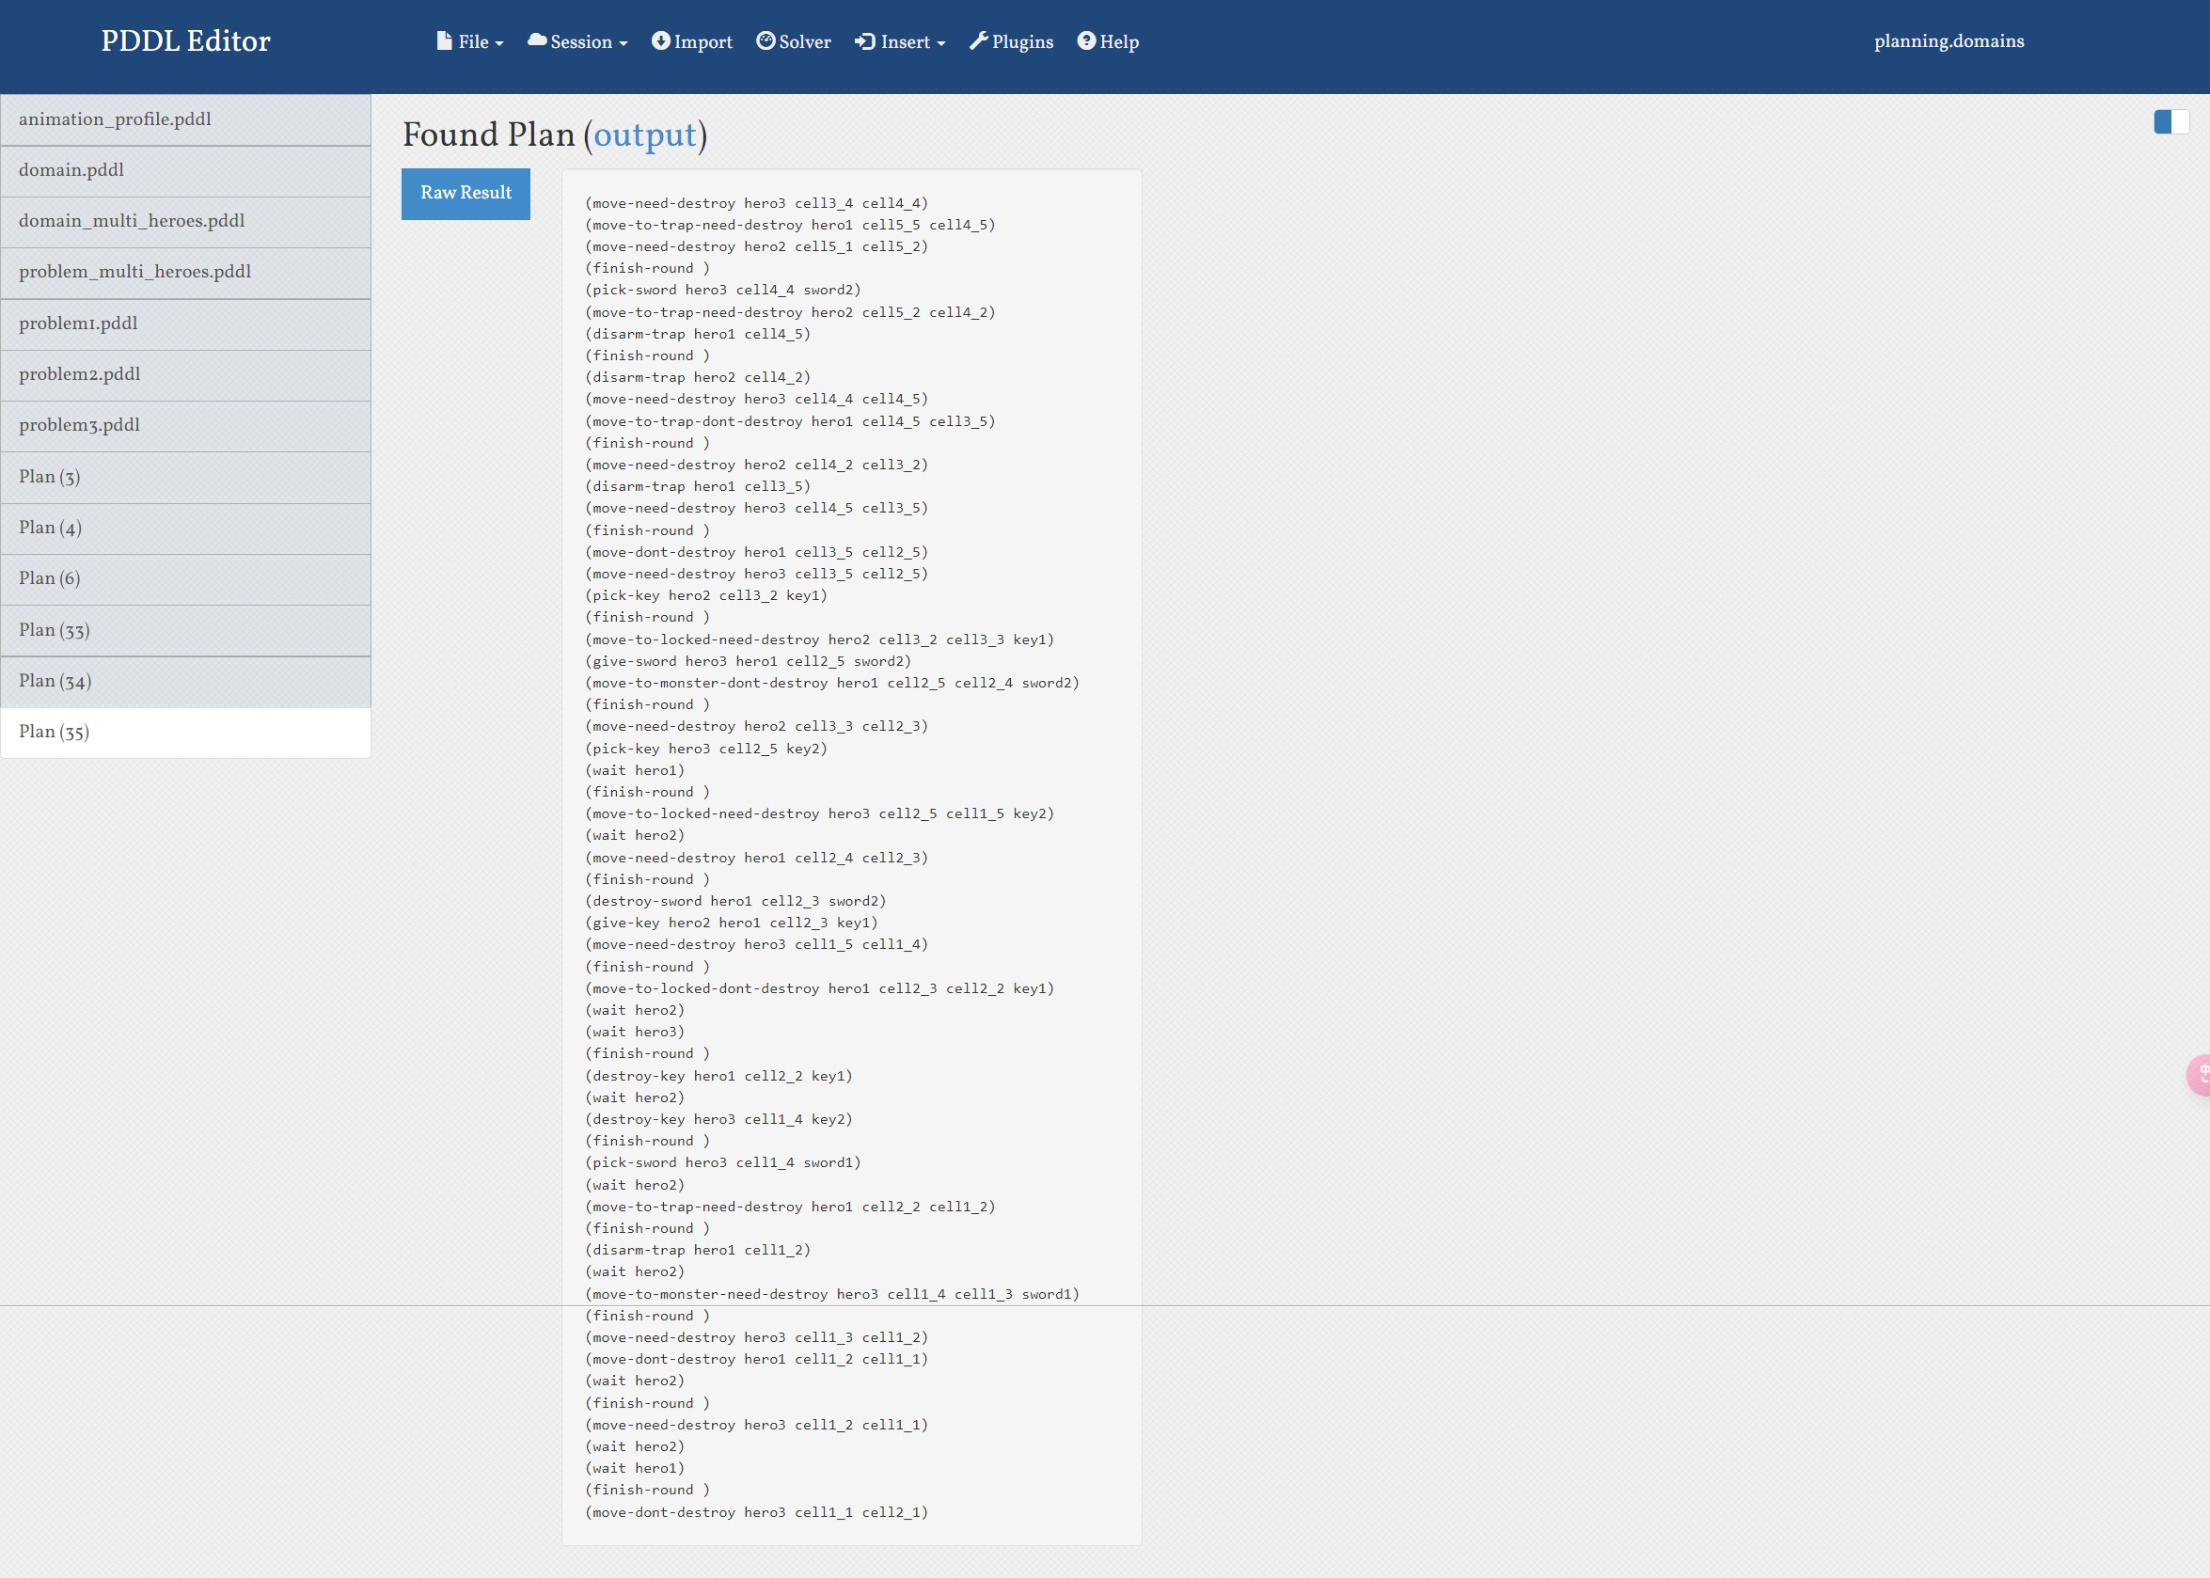 PDDL Editor
File
Session
Import
Solver
Insert
Plugins
Help
planning.domains
animation_profile.pddl
domain.pddl
domain_multi_heroes.pddl
problem_multi_heroes.pddl
problem1.pddl
problem2.pddl
problem3.pddl
Plan (3)
Plan (4)
Plan (6)
Plan (33)
Plan (34)
Plan (35)
Found Plan (output)
Raw Result
(move-need-destroy hero3 cell3_4 cell4_4)
(move-to-trap-need-destroy hero1 cell5_5 cell4_5)
(move-need-destroy hero2 cell5_1 cell5_2)
(finish-round )
(pick-sword hero3 cell4_4 sword2)
(move-to-trap-need-destroy hero2 cell5_2 cell4_2)
(disarm-trap hero1 cell4_5)
(finish-round )
(disarm-trap hero2 cell4_2)
(move-need-destroy hero3 cell4_4 cell4_5)
(move-to-trap-dont-destroy hero1 cell4_5 cell3_5)
(finish-round )
(move-need-destroy hero2 cell4_2 cell3_2)
(disarm-trap hero1 cell3_5)
(move-need-destroy hero3 cell4_5 cell3_5)
(finish-round )
(move-dont-destroy hero1 cell3_5 cell2_5)
(move-need-destroy hero3 cell3_5 cell2_5)
(pick-key hero2 cell3_2 key1)
(finish-round )
(move-to-locked-need-destroy hero2 cell3_2 cell3_3 key1)
(give-sword hero3 hero1 cell2_5 sword2)
(move-to-monster-dont-destroy hero1 cell2_5 cell2_4 sword2)
(finish-round )
(move-need-destroy hero2 cell3_3 cell2_3)
(pick-key hero3 cell2_5 key2)
(wait hero1)
(finish-round )
(move-to-locked-need-destroy hero3 cell2_5 cell1_5 key2)
(wait hero2)
(move-need-destroy hero1 cell2_4 cell2_3)
(finish-round )
(destroy-sword hero1 cell2_3 sword2)
(give-key hero2 hero1 cell2_3 key1)
(move-need-destroy hero3 cell1_5 cell1_4)
(finish-round )
(move-to-locked-dont-destroy hero1 cell2_3 cell2_2 key1)
(wait hero2)
(wait hero3)
(finish-round )
(destroy-key hero1 cell2_2 key1)
(wait hero2)
(destroy-key hero3 cell1_4 key2)
(finish-round )
(pick-sword hero3 cell1_4 sword1)
(wait hero2)
(move-to-trap-need-destroy hero1 cell2_2 cell1_2)
(finish-round )
(disarm-trap hero1 cell1_2)
(wait hero2)
(move-to-monster-need-destroy hero3 cell1_4 cell1_3 sword1)
(finish-round )
(move-need-destroy hero3 cell1_3 cell1_2)
(move-dont-destroy hero1 cell1_2 cell1_1)
(wait hero2)
(finish-round )
(move-need-destroy hero3 cell1_2 cell1_1)
(wait hero2)
(wait hero1)
(finish-round )
(move-dont-destroy hero3 cell1_1 cell2_1)